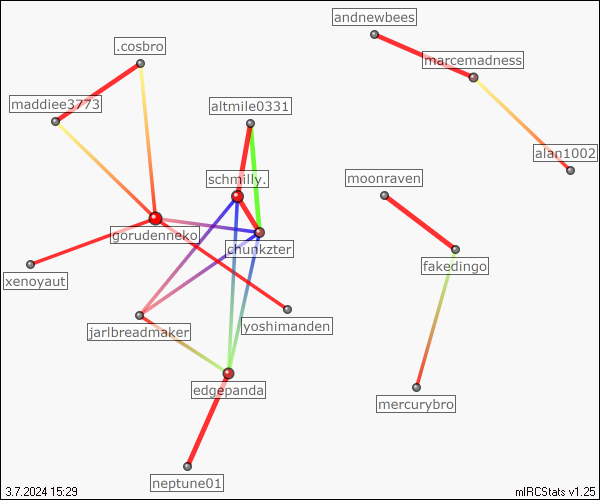 andnewbees
.cosbro
marcemadness
maddiee3773
altmile0331
alan1002
schmilly.
moonraven
gorudenneko
chunkzter
fakedingo
xenoyaut
jarlbreadmaker
yoshimanden
edgepanda
mercurybro
neptune01
3.7.2024 15:29
mIRCStats v1.25